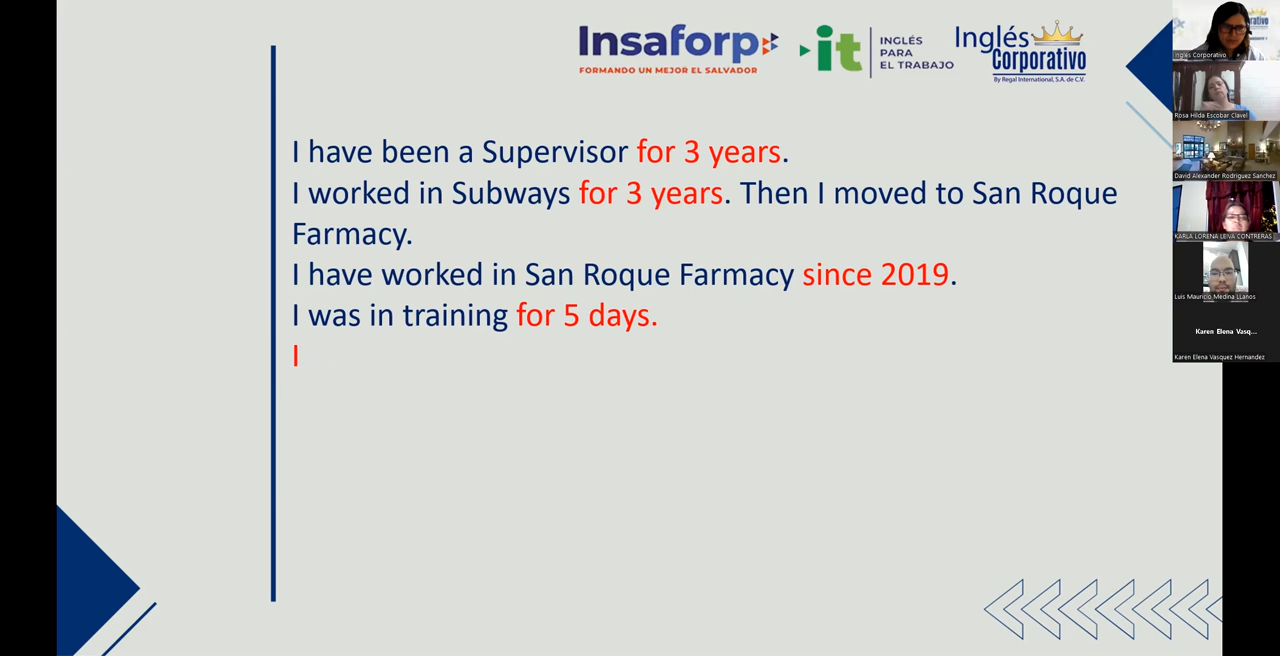 Insaforp
FORMANDO UN MEJOR EL SALVADOR
it
INGLÉS
PARA
EL TRABAJO
Inglés
Corporativo
By Regal International, S.A. de C.V.
I have been a Supervisor for 3 years.
I worked in Subways for 3 years. Then I moved to San Roque
Farmacy.
I have worked in San Roque Farmacy since 2019.
I was in training for 5 days.
I
Inglés Corporativo
Rosa Hilda Escobar Clavel
David Alexander Rodriguez Sanchez
KARLA LORENA LEIVA CONTRERAS
Luis Mauricio Medina LLanos
Karen Elena Vasq...
Karen Elena Vasquez Hernandez